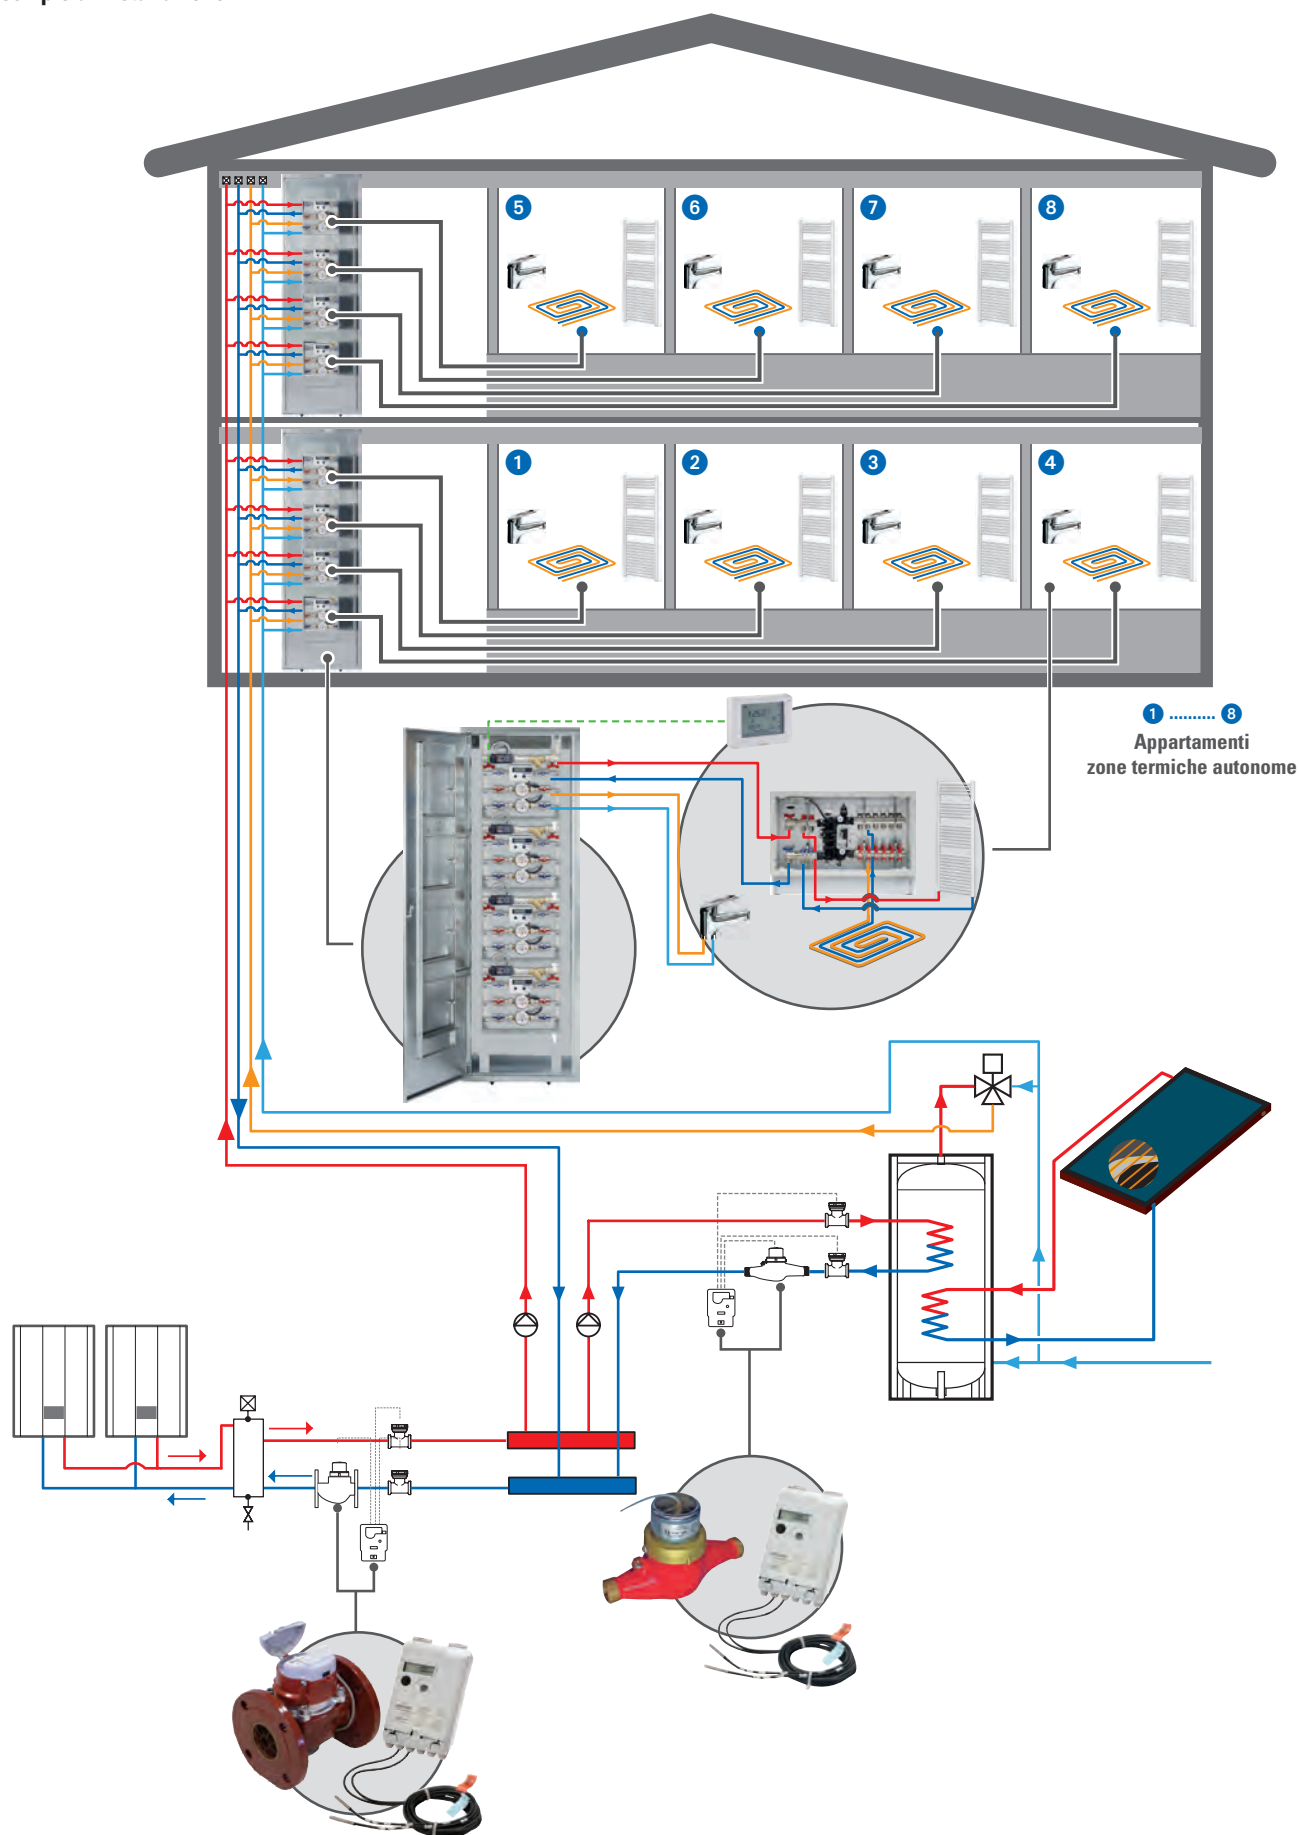 5 6 7 8
1 2 3 4
1 .......... 8
Appartamenti
zone termiche autonome